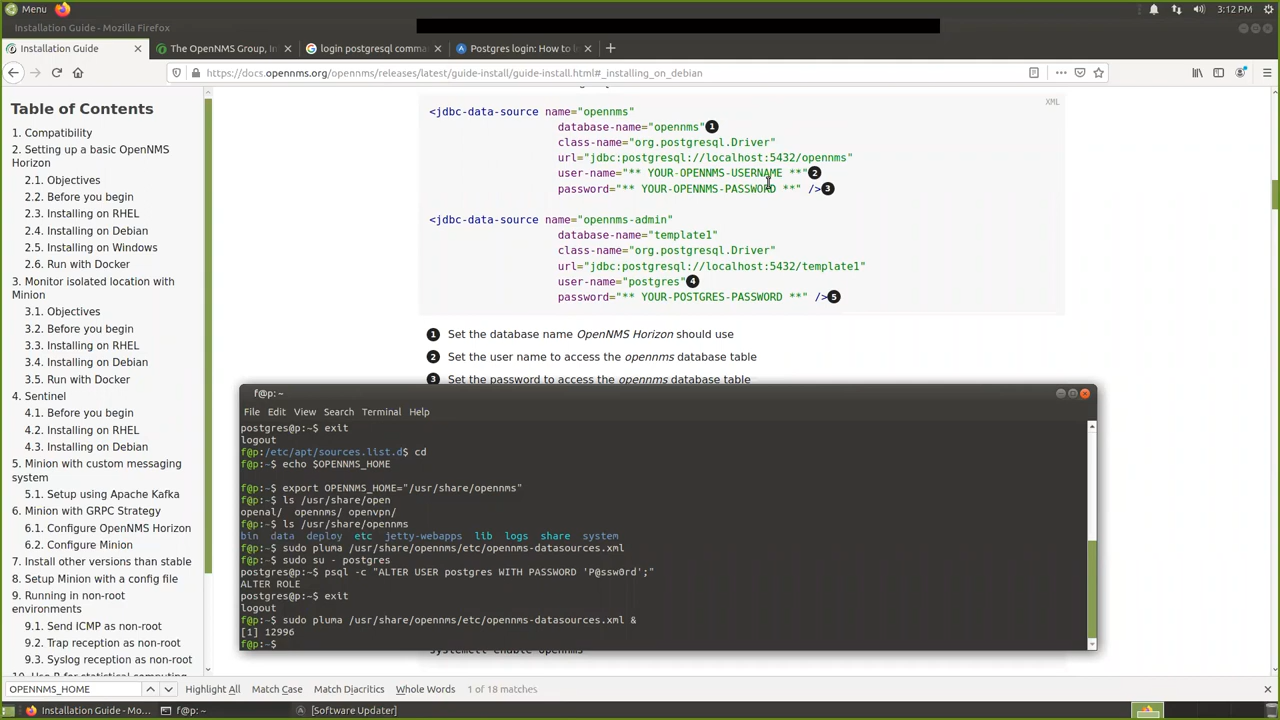 Menu
3:12 PM
Installation Guide - Mozilla Firefox
Installation Guide
The OpenNMS Group, In
login postgresql comma
Postgres login: How to l
https://docs.opennms.org/opennms/releases/latest/guide-install/guide-install.html#_installing_on_debian
Table of Contents
1. Compatibility
2. Setting up a basic OpenNMS
Horizon
2.1. Objectives
2.2. Before you begin
2.3. Installing on RHEL
2.4. Installing on Debian
2.5. Installing on Windows
2.6. Run with Docker
3. Monitor isolated location with
Minion
3.1. Objectives
3.2. Before you begin
3.3. Installing on RHEL
3.4. Installing on Debian
3.5. Run with Docker
4. Sentinel
4.1. Before you begin
4.2. Installing on RHEL
4.3. Installing on Debian
5. Minion with custom messaging
system
5.1. Setup using Apache Kafka
6. Minion with GRPC Strategy
6.1. Configure OpenNMS Horizon
6.2. Configure Minion
7. Install other versions than stable
8. Setup Minion with a config file
9. Running in non-root
environments
9.1. Send ICMP as non-root
9.2. Trap reception as non-root
9.3. Syslog reception as non-root
XML
<jdbc-data-source name="opennms"
database-name="opennms" 1
class-name="org.postgresql.Driver"
url="jdbc:postgresql://localhost:5432/opennms"
user-name="** YOUR-OPENNMS-USERNAME **" 2
password="** YOUR-OPENNMS-PASSWORD **" /> 3
<jdbc-data-source name="opennms-admin"
database-name="template1"
class-name="org.postgresql.Driver"
url="jdbc:postgresql://localhost:5432/template1"
user-name="postgres" 4
password="** YOUR-POSTGRES-PASSWORD **" /> 5
1 Set the database name OpenNMS Horizon should use
2 Set the user name to access the opennms database table
3 Set the password to access the opennms database table
f@p: ~
File Edit View Search Terminal Help
postgres@p:~$ exit
logout
f@p:/etc/apt/sources.list.d$ cd
f@p:~$ echo $OPENNMS_HOME
f@p:~$ export OPENNMS_HOME="/usr/share/opennms"
f@p:~$ ls /usr/share/open
openal/ opennms/ openvpn/
f@p:~$ ls /usr/share/opennms
bin data deploy etc jetty-webapps lib logs share system
f@p:~$ sudo pluma /usr/share/opennms/etc/opennms-datasources.xml
f@p:~$ sudo su - postgres
postgres@p:~$ psql -c "ALTER USER postgres WITH PASSWORD 'P@ssw0rd';"
ALTER ROLE
postgres@p:~$ exit
logout
f@p:~$ sudo pluma /usr/share/opennms/etc/opennms-datasources.xml &
[1] 12996
f@p:~$
systemctl enable opennms
OPENNMS_HOME
Highlight All Match Case Match Diacritics Whole Words 1 of 18 matches
Installation Guide - Mo...
f@p: ~
[Software Updater]